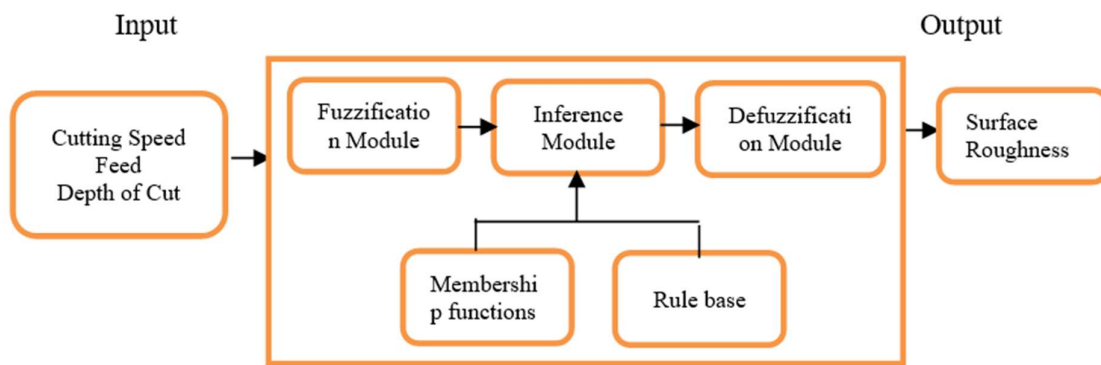 Input
Output
Cutting Speed
Feed
Depth of Cut
Fuzzificatio
n Module
Inference
Module
Defuzzificati
on Module
Surface
Roughness
Membershi
p functions
Rule base